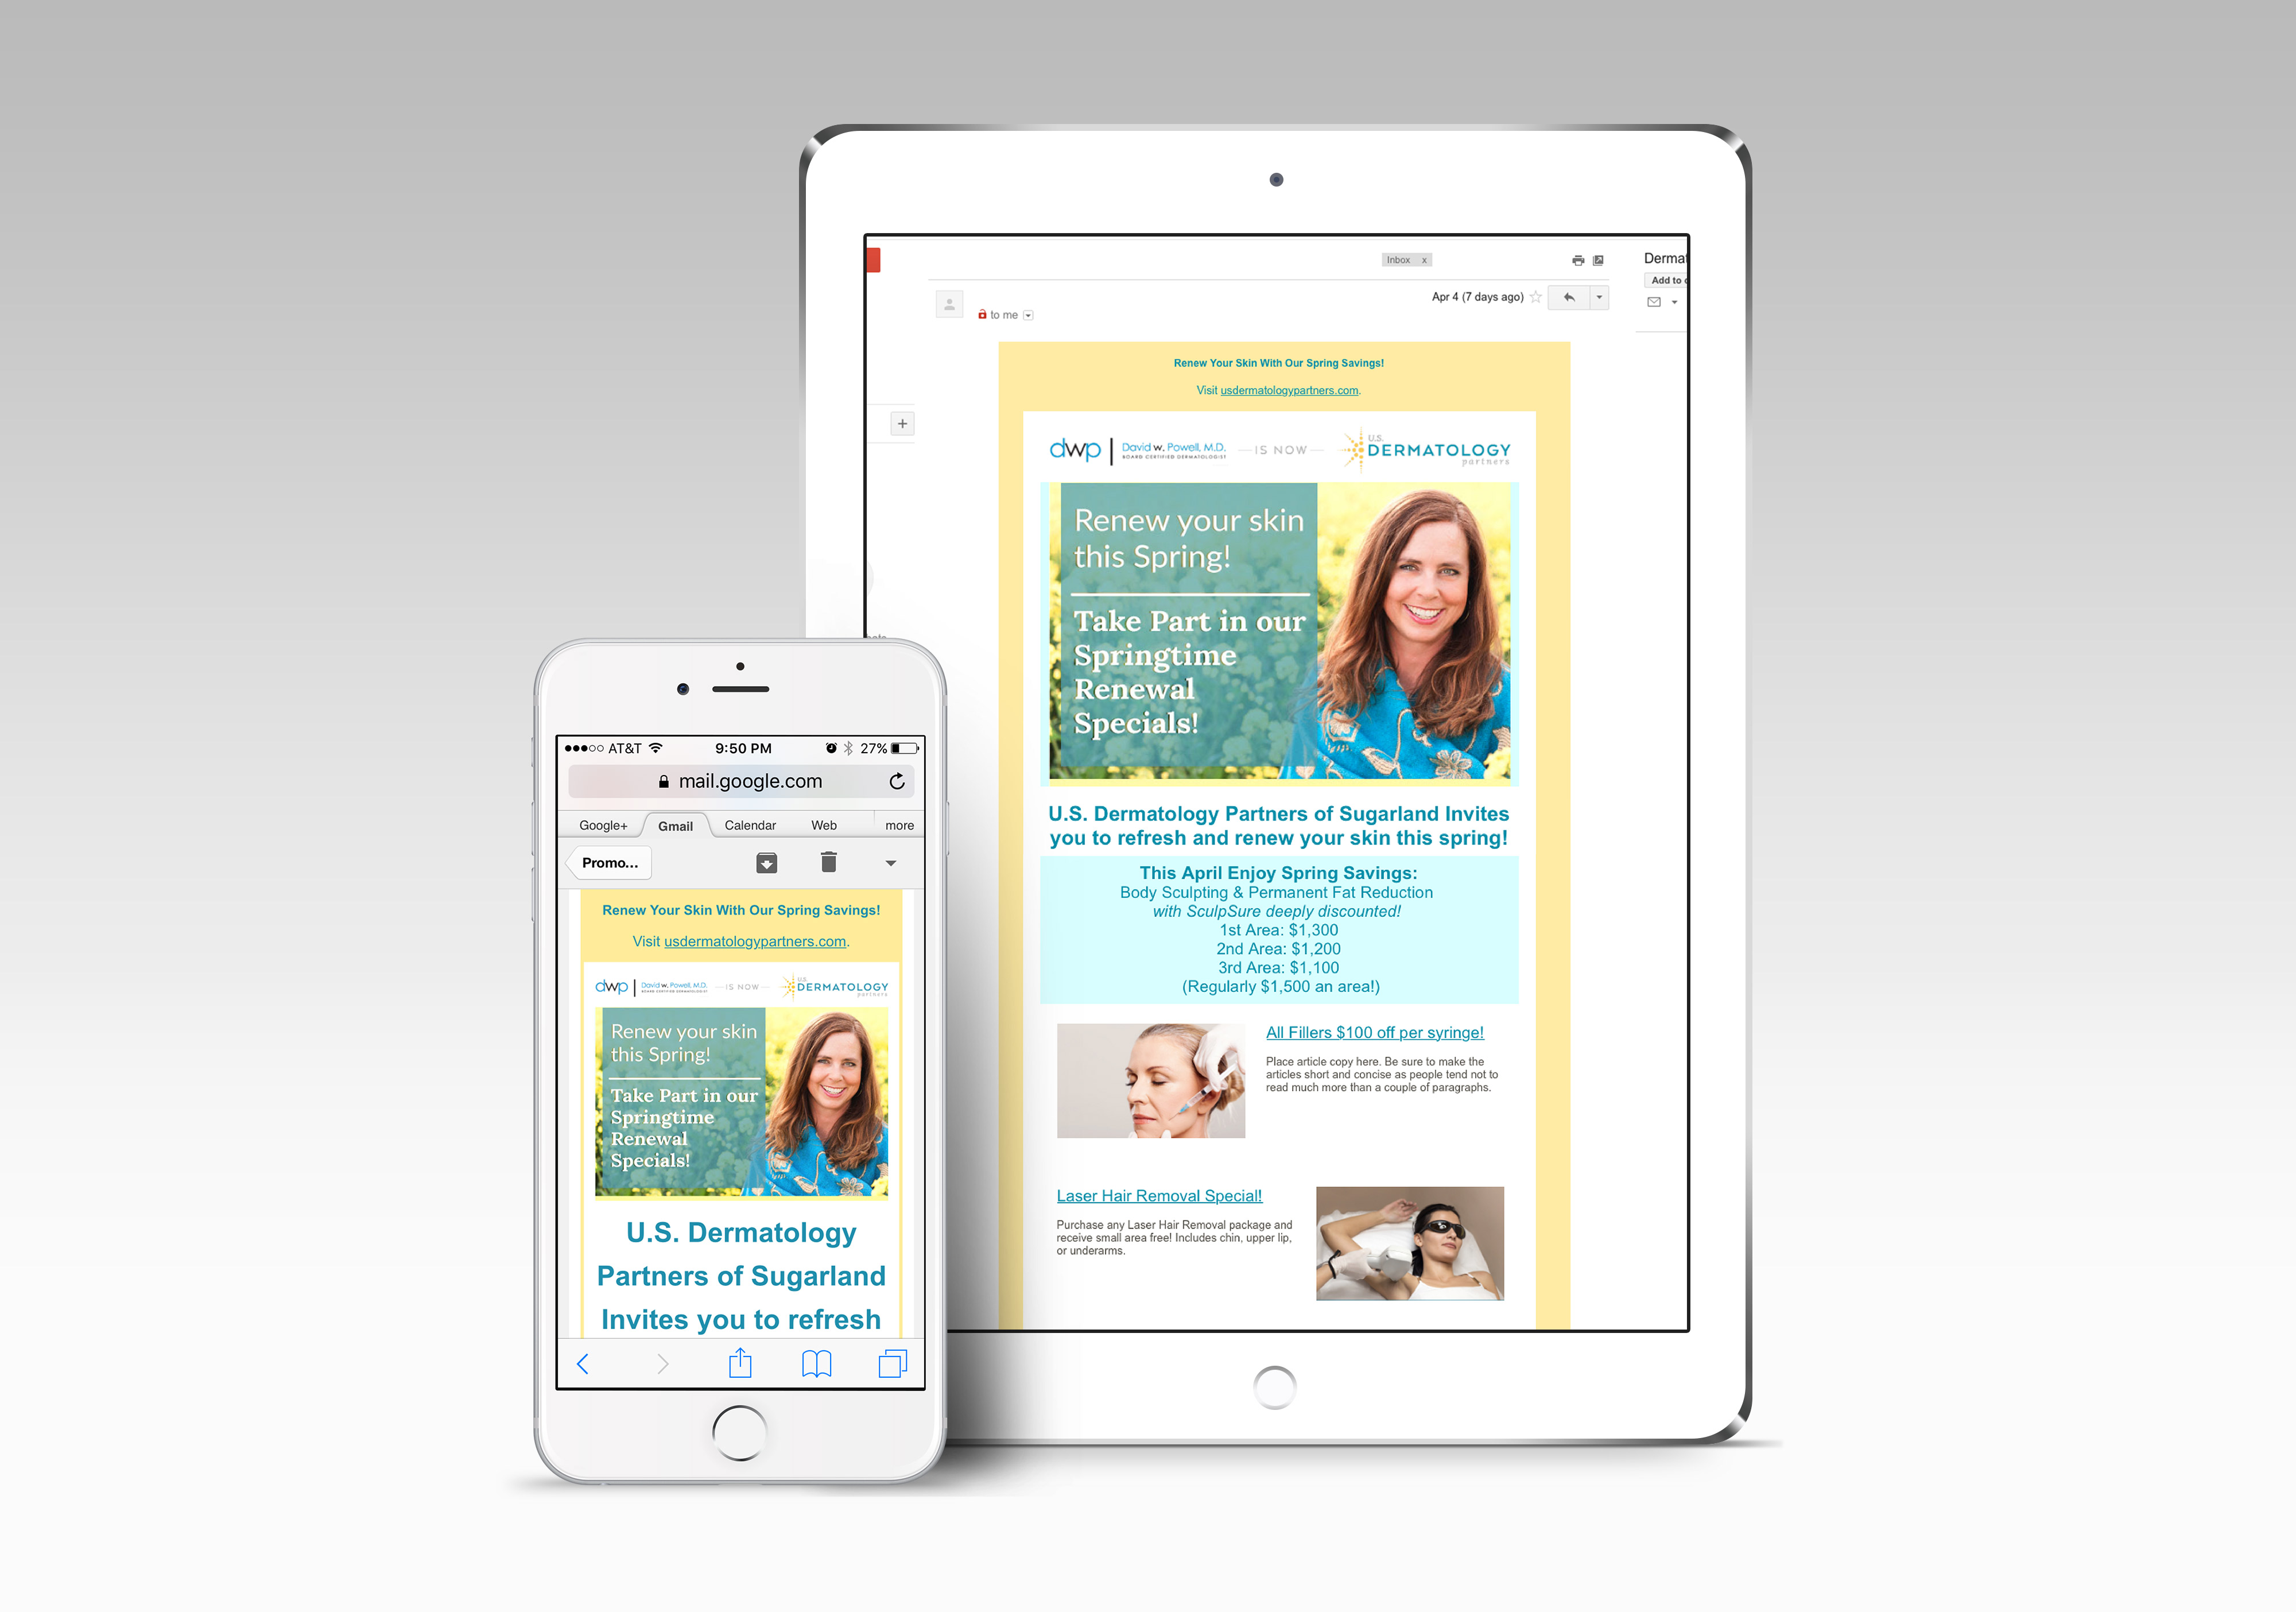 Inbox x
Dermat
Add to c
Apr 4 (7 days ago)
to me
Renew Your Skin With Our Spring Savings!
Visit usdermatologypartners.com.
dwp | David w. Powell, M.D.
BOARD CERTIFIED DERMATOLOGIST
IS NOW
U.S.
DERMATOLOGY
partners
Renew your skin
this Spring!
Take Part in our
Springtime
Renewal
Specials!
U.S. Dermatology Partners of Sugarland Invites
you to refresh and renew your skin this spring!
This April Enjoy Spring Savings:
Body Sculpting & Permanent Fat Reduction
with SculpSure deeply discounted!
1st Area: $1,300
2nd Area: $1,200
3rd Area: $1,100
(Regularly $1,500 an area!)
All Fillers $100 off per syringe!
Place article copy here. Be sure to make the
articles short and concise as people tend not to
read much more than a couple of paragraphs.
Laser Hair Removal Special!
Purchase any Laser Hair Removal package and
receive small area free! Includes chin, upper lip,
or underarms.
AT&T 9:50 PM 27%
mail.google.com
Google+ Gmail Calendar Web more
Promo...
Renew Your Skin With Our Spring Savings!
Visit usdermatologypartners.com.
dwp | David w. Powell, M.D.
BOARD CERTIFIED DERMATOLOGIST
IS NOW
U.S.
DERMATOLOGY
partners
Renew your skin
this Spring!
Take Part in our
Springtime
Renewal
Specials!
U.S. Dermatology
Partners of Sugarland
Invites you to refresh